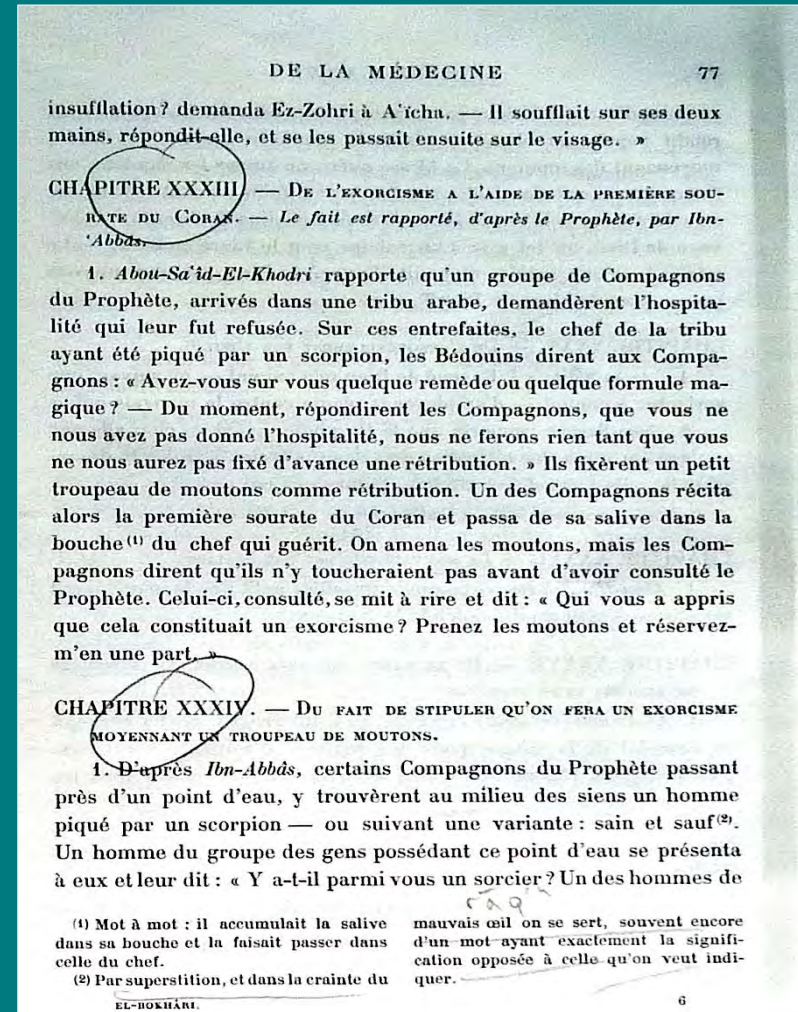 DE LA MÉDECINE 77
insufflation ? demanda Ez-Zohri à A'ïcha. — Il soufflait sur ses deux
mains, répondit-elle, et se les passait ensuite sur le visage. »
CHAPITRE XXXIII. — De l'exorcisme a l'aide de la première sou-
rate du Coran. — Le fait est rapporté, d'après le Prophète, par Ibn-
'Abbâs.
1. Abou-Sa'îd-El-Khodri rapporte qu'un groupe de Compagnons
du Prophète, arrivés dans une tribu arabe, demandèrent l'hospita-
lité qui leur fut refusée. Sur ces entrefaites, le chef de la tribu
ayant été piqué par un scorpion, les Bédouins dirent aux Compa-
gnons : « Avez-vous sur vous quelque remède ou quelque formule ma-
gique ? — Du moment, répondirent les Compagnons, que vous ne
nous avez pas donné l'hospitalité, nous ne ferons rien tant que vous
ne nous aurez pas fixé d'avance une rétribution. » Ils fixèrent un petit
troupeau de moutons comme rétribution. Un des Compagnons récita
alors la première sourate du Coran et passa de sa salive dans la
bouche (1) du chef qui guérit. On amena les moutons, mais les Com-
pagnons dirent qu'ils n'y toucheraient pas avant d'avoir consulté le
Prophète. Celui-ci, consulté, se mit à rire et dit : « Qui vous a appris
que cela constituait un exorcisme ? Prenez les moutons et réservez-
m'en une part. »
CHAPITRE XXXIV. — Du fait de stipuler qu'on fera un exorcisme
moyennant un troupeau de moutons.
1. D'après Ibn-Abbâs, certains Compagnons du Prophète passant
près d'un point d'eau, y trouvèrent au milieu des siens un homme
piqué par un scorpion — ou suivant une variante : sain et sauf (2).
Un homme du groupe des gens possédant ce point d'eau se présenta
à eux et leur dit : « Y a-t-il parmi vous un sorcier ? Un des hommes de
(1) Mot à mot : il accumulait la salive
dans sa bouche et la faisait passer dans
celle du chef.
(2) Par superstition, et dans la crainte du
mauvais œil on se sert, souvent encore
d'un mot ayant exactement la signifi-
cation opposée à celle qu'on veut indi-
quer.
EL-BOKHÂRI. 6